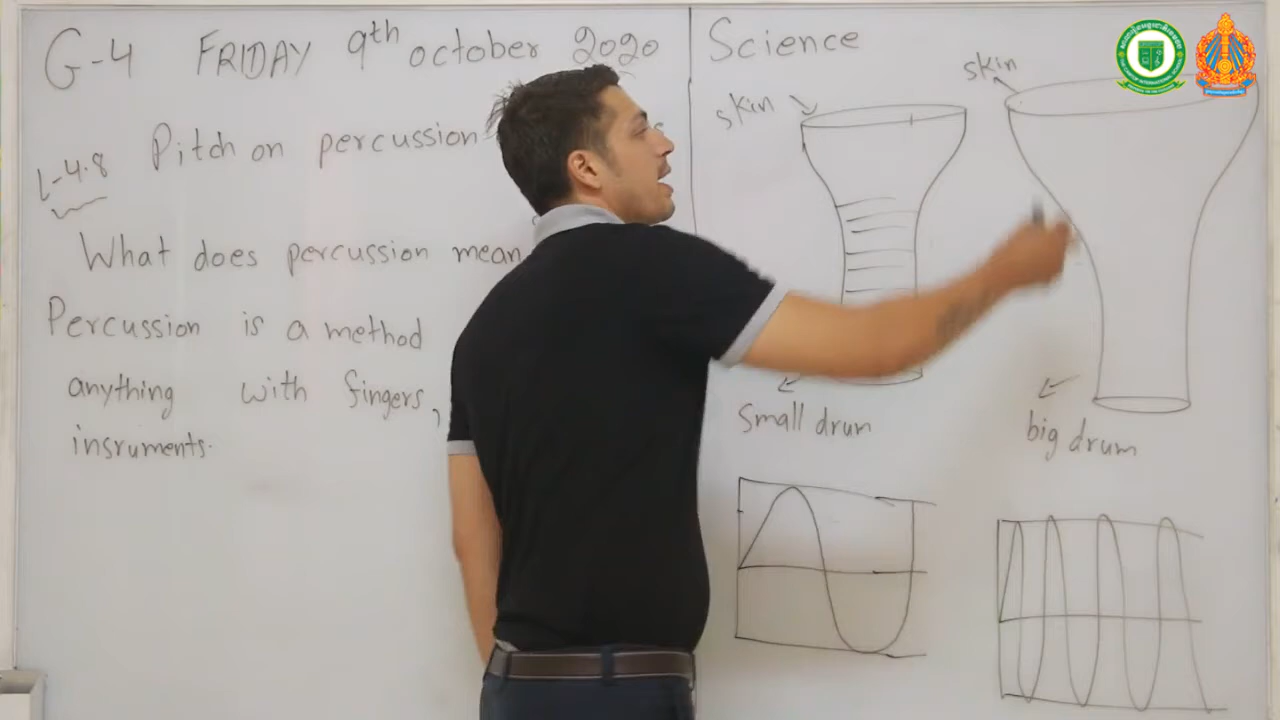 G-4 FRIDAY 9th october 2020
L-4.8 Pitch on percussion
What does percussion mean
Percussion is a method
anything with fingers,
insruments.
Science
skin
skin
small drum
big drum